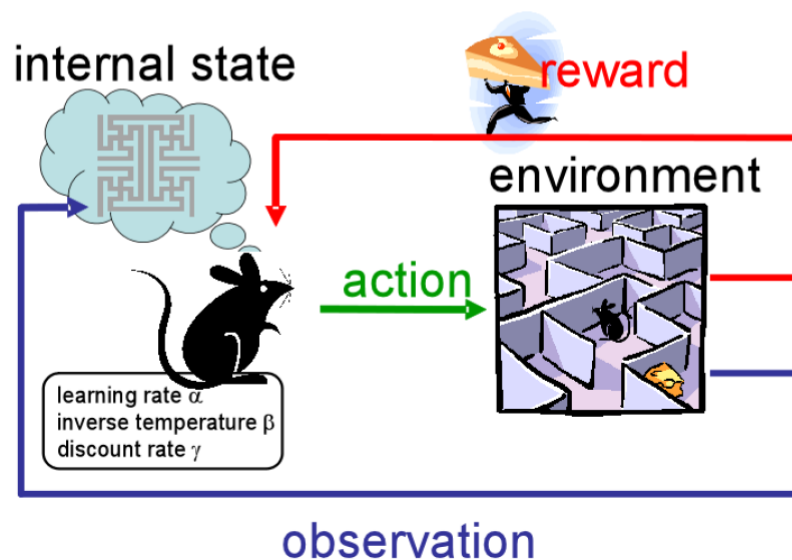 internal state
reward
environment
action
learning rate α
inverse temperature β
discount rate γ
observation